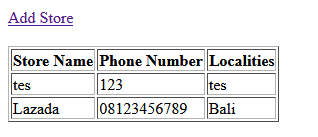 Add Store
Store Name Phone Number Localities
tes 123 tes
Lazada 08123456789 Bali